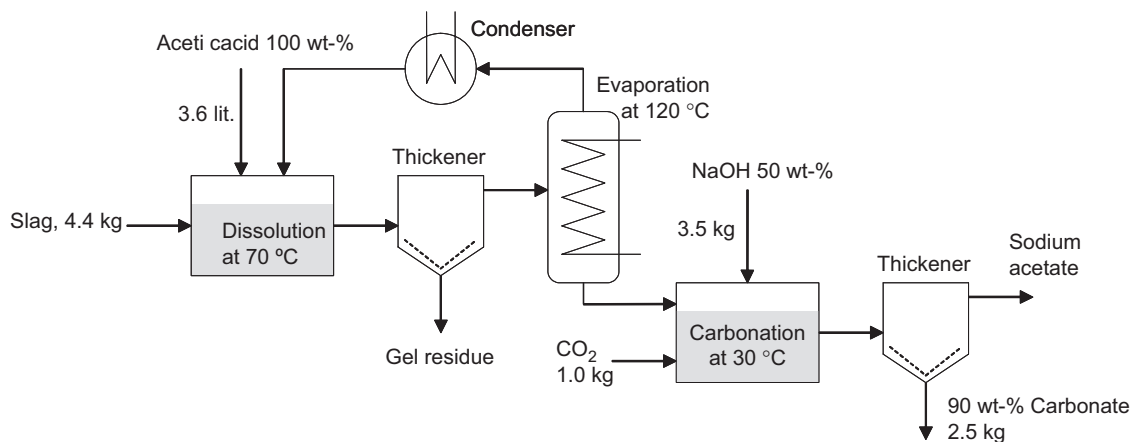 Aceti cacid 100 wt-%
Condenser
Evaporation
at 120 °C
3.6 lit.
Thickener
NaOH 50 wt-%
Slag, 4.4 kg
Dissolution
at 70 ºC
3.5 kg
Sodium
acetate
Thickener
Gel residue
CO2
1.0 kg
Carbonation
at 30 °C
90 wt-% Carbonate
2.5 kg